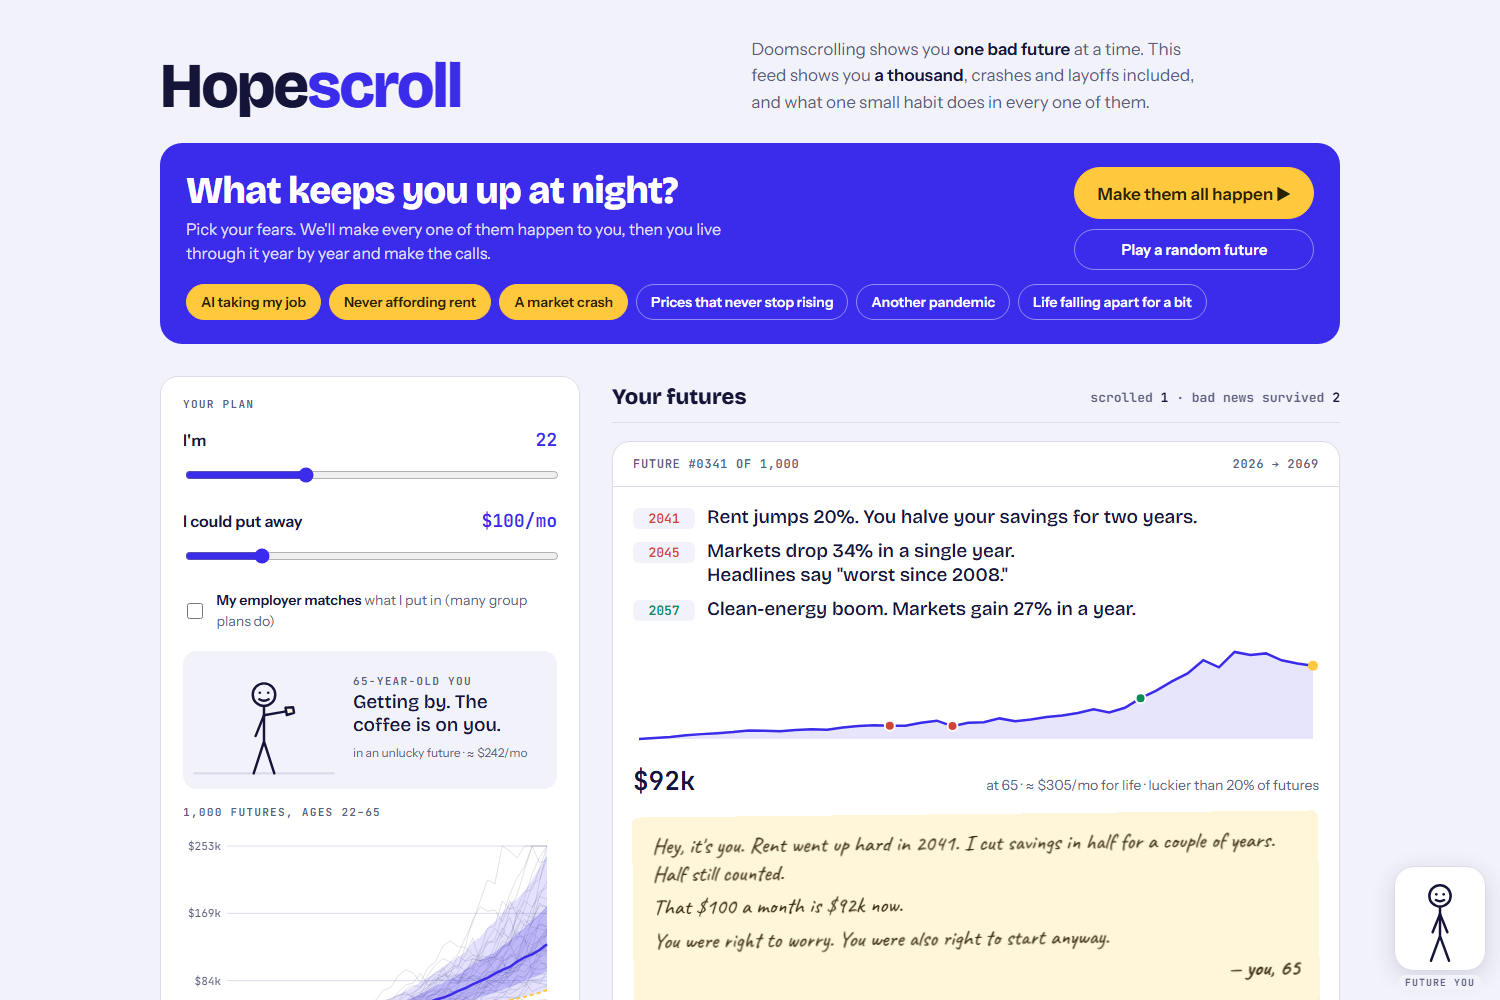 Hopescroll
Doomscrolling shows you one bad future at a time. This
feed shows you a thousand, crashes and layoffs included,
and what one small habit does in every one of them.
What keeps you up at night?
Pick your fears. We'll make every one of them happen to you, then you live
through it year by year and make the calls.
Make them all happen ▶
Play a random future
AI taking my job
Never affording rent
A market crash
Prices that never stop rising
Another pandemic
Life falling apart for a bit
YOUR PLAN
I'm 22
I could put away $100/mo
My employer matches what I put in (many group
plans do)
65-YEAR-OLD YOU
Getting by. The
coffee is on you.
in an unlucky future · ≈ $242/mo
1,000 FUTURES, AGES 22–65
$253k
$169k
$84k
Your futures
scrolled 1 · bad news survived 2
FUTURE #0341 OF 1,000
2026 → 2069
2041 Rent jumps 20%. You halve your savings for two years.
2045 Markets drop 34% in a single year.
Headlines say "worst since 2008."
2057 Clean-energy boom. Markets gain 27% in a year.
$92k
at 65 · ≈ $305/mo for life · luckier than 20% of futures
Hey, it's you. Rent went up hard in 2041. I cut savings in half for a couple of years.
Half still counted.
That $100 a month is $92k now.
You were right to worry. You were also right to start anyway.
— you, 65
FUTURE YOU